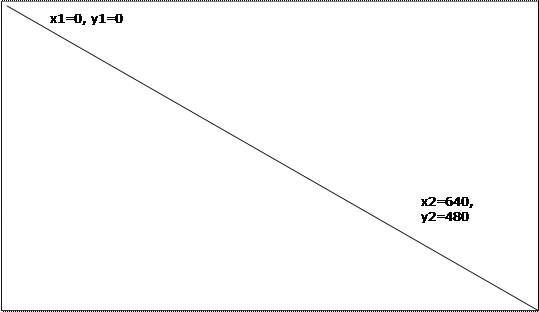 x1=0, y1=0
x2=640,
y2=480